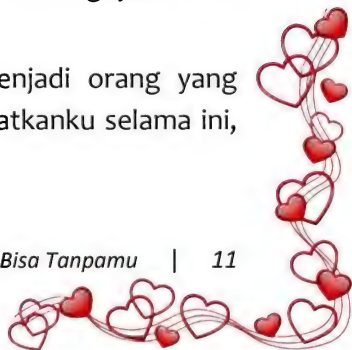 enjadi orang yang
atkanku selama ini,
Bisa Tanpamu | 11